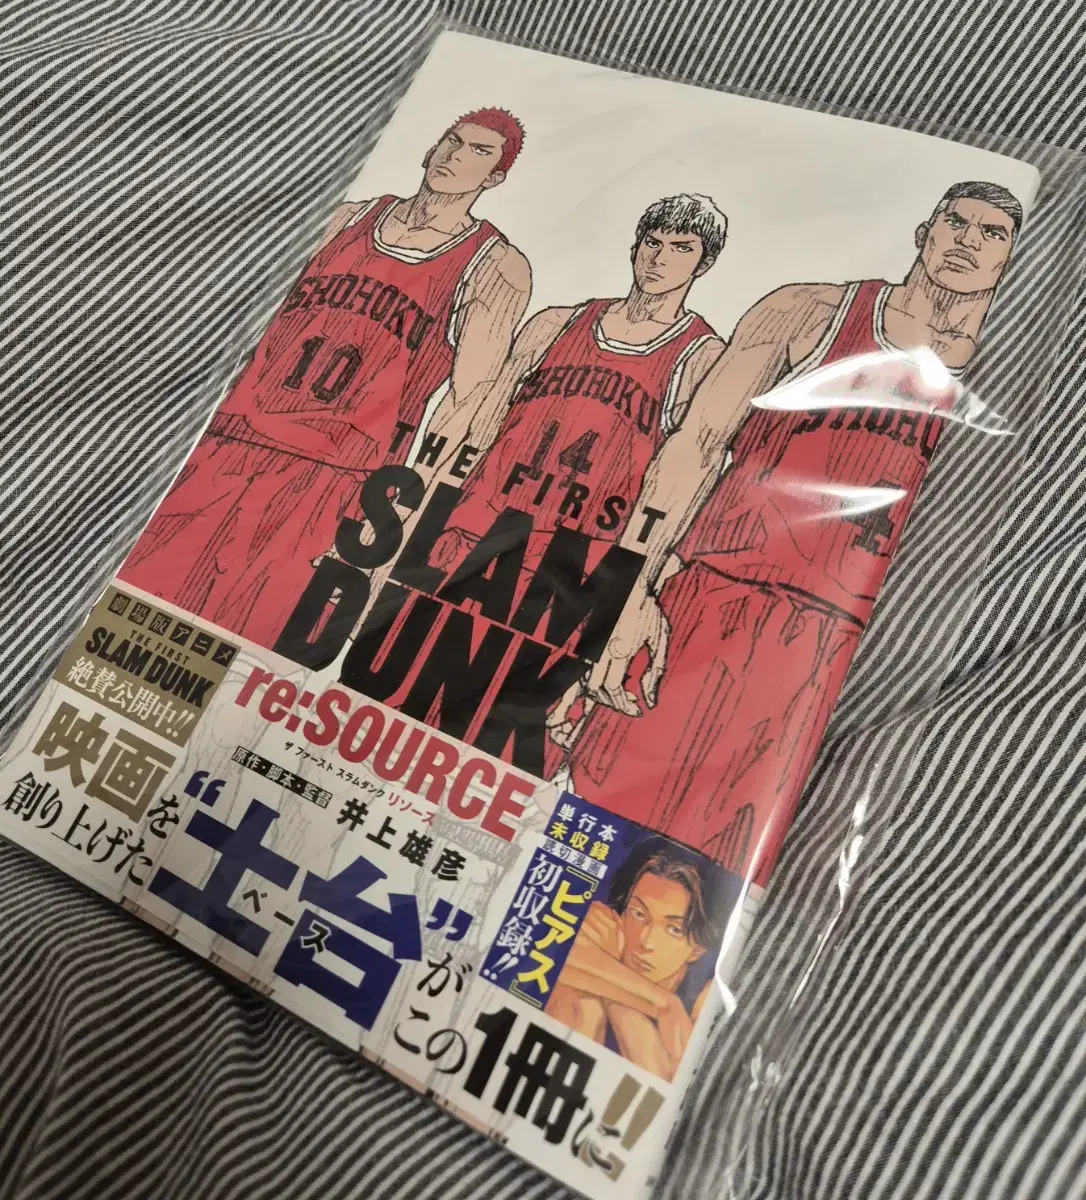 SHOHOKU
10
SHOHOKU
14
SHOHOKU
4
THE FIRST
SLAM
DUNK
re:SOURCE
ザ ファースト スラムダンク リソース
原作・脚本・監督 井上雄彦
劇場版アニメ
THE FIRST
SLAM DUNK
絶賛公開中!!
映画を
創り上げた
“土台”が
ベース
この1冊に!!
単行本
未収録
読切漫画
『ピアス』
初収録!!